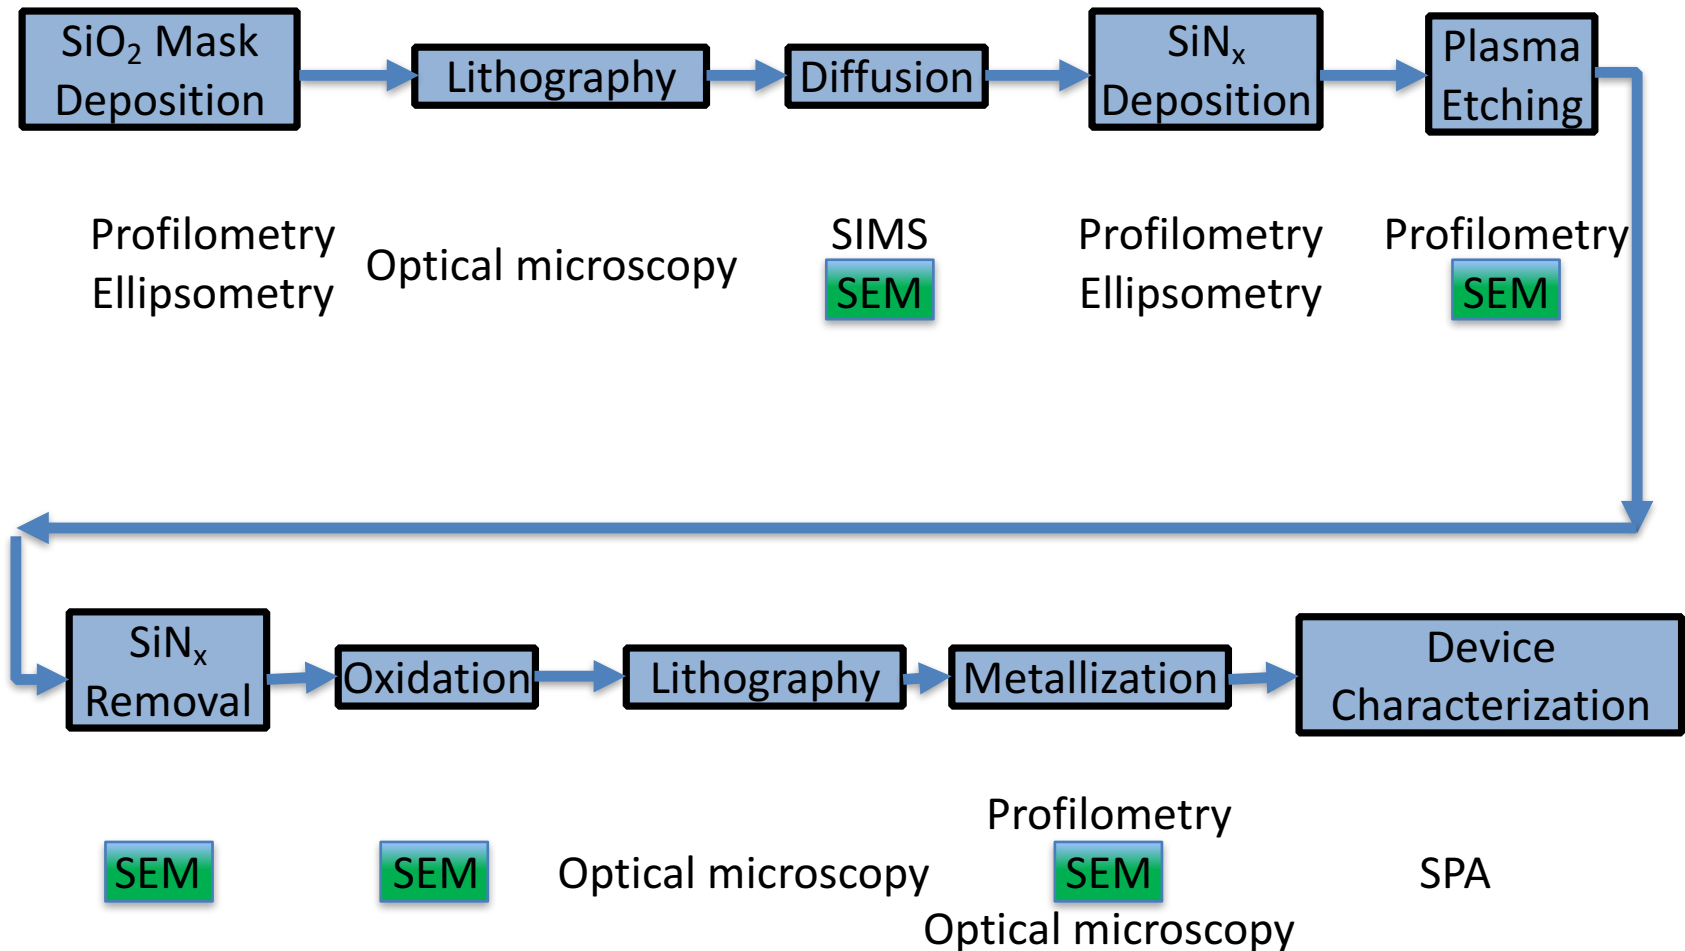 SiO₂ Mask
Deposition
Lithography
Diffusion
SiNₓ
Deposition
Plasma
Etching
Profilometry
Ellipsometry
Optical microscopy
SIMS
SEM
Profilometry
Ellipsometry
Profilometry
SEM
SiNₓ
Removal
Oxidation
Lithography
Metallization
Device
Characterization
SEM
SEM
Optical microscopy
Profilometry
SEM
Optical microscopy
SPA